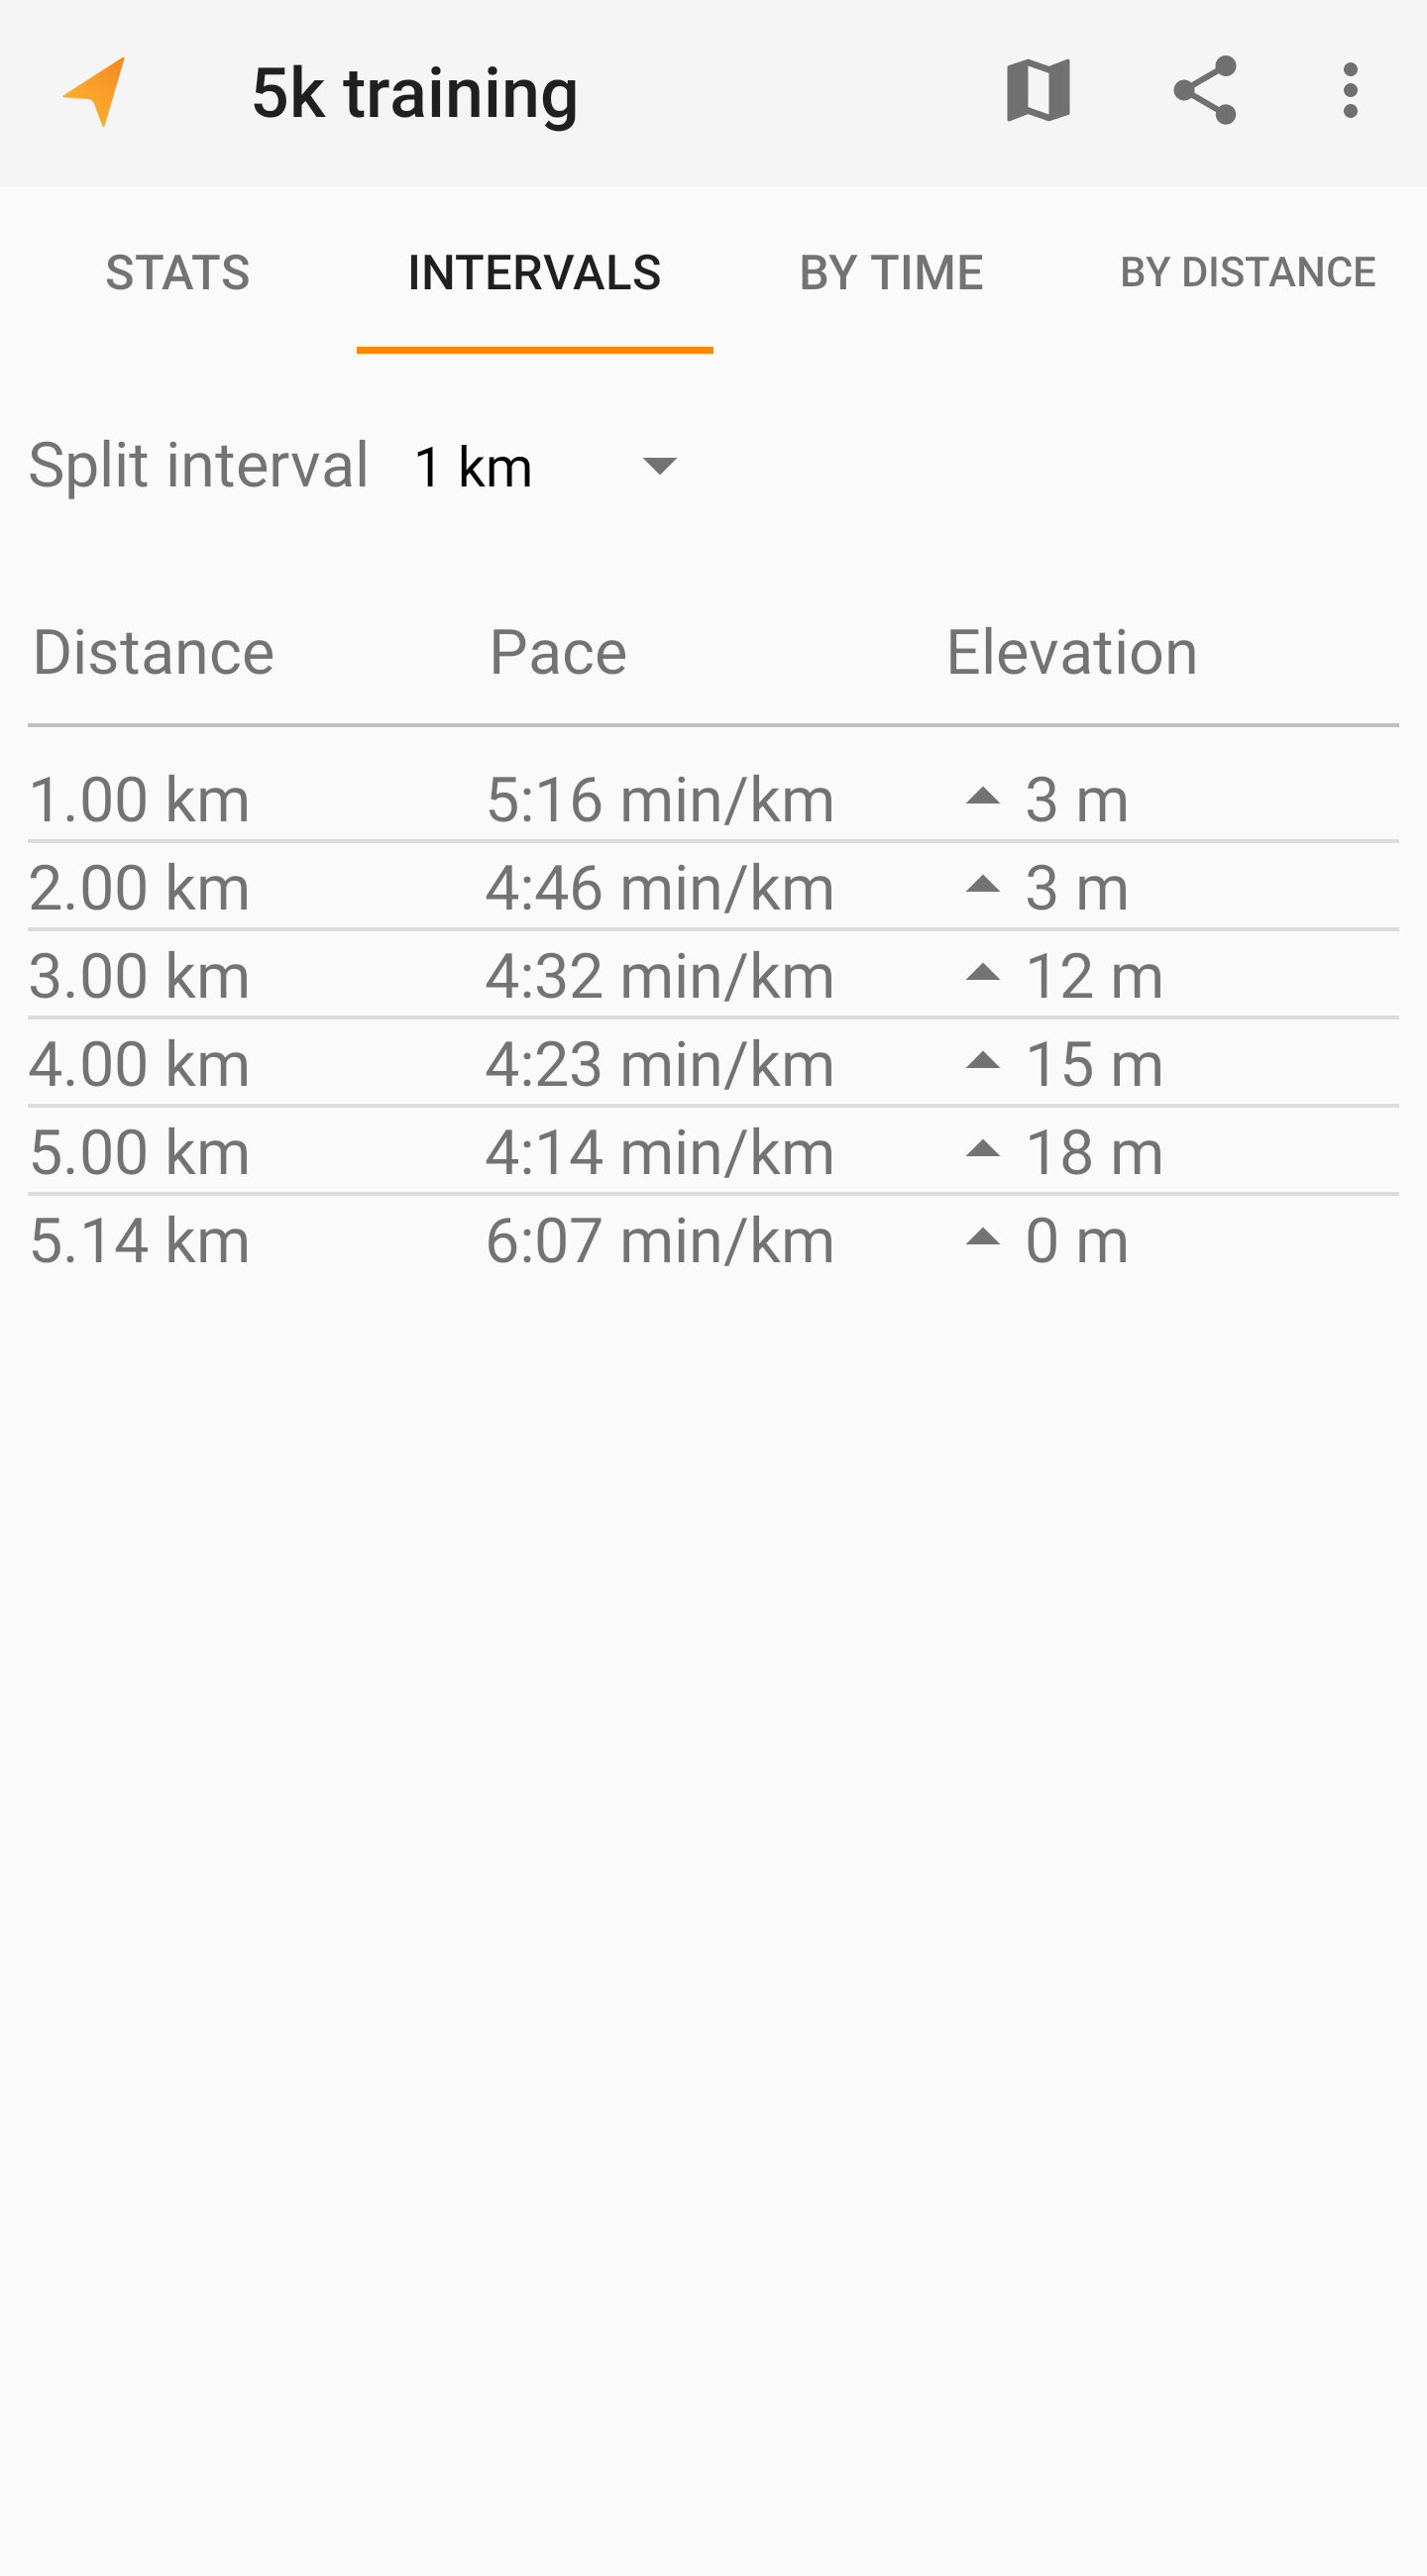 5k training
STATS INTERVALS BY TIME BY DISTANCE
Split interval 1 km
Distance Pace Elevation
1.00 km 5:16 min/km 3 m
2.00 km 4:46 min/km 3 m
3.00 km 4:32 min/km 12 m
4.00 km 4:23 min/km 15 m
5.00 km 4:14 min/km 18 m
5.14 km 6:07 min/km 0 m